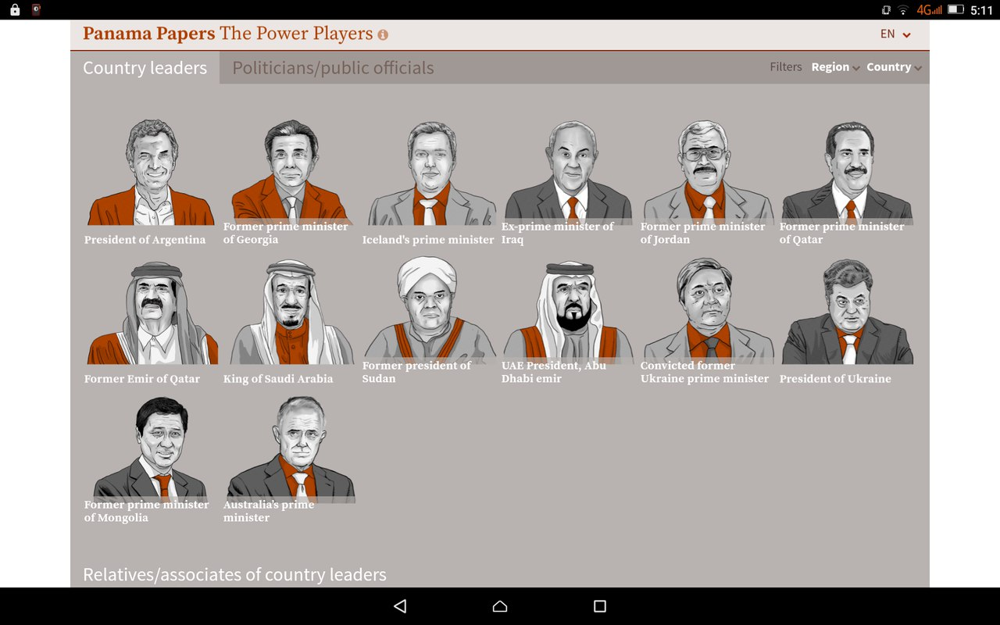 4G 5:11
Panama Papers The Power Players
EN
Country leaders
Politicians/public officials
Filters Region Country
President of Argentina
Former prime minister
of Georgia
Iceland's prime minister
Ex-prime minister of
Iraq
Former prime minister
of Jordan
Former prime minister
of Qatar
Former Emir of Qatar
King of Saudi Arabia
Former president of
Sudan
UAE President, Abu
Dhabi emir
Convicted former
Ukraine prime minister
President of Ukraine
Former prime minister
of Mongolia
Australia's prime
minister
Relatives/associates of country leaders